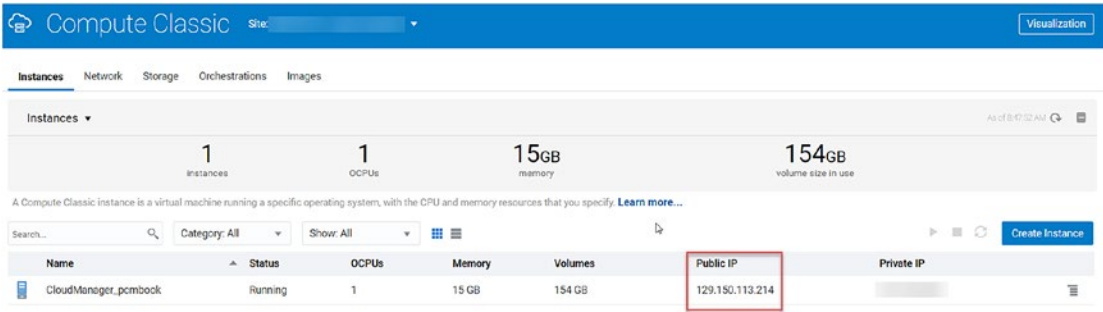 Compute Classic Site: Visualization
Instances Network Storage Orchestrations Images
Instances As of
1 1 15GB 154GB
instances OCPUs memory volume size in use
A Compute Classic instance is a virtual machine running a specific operating system, with the CPU and memory resources that you specify. Learn more...
Search... Category: All Show: All Create Instance
Name Status OCPUs Memory Volumes Public IP Private IP
CloudManager_pcmbook Running 1 15 GB 154 GB 129.150.113.214